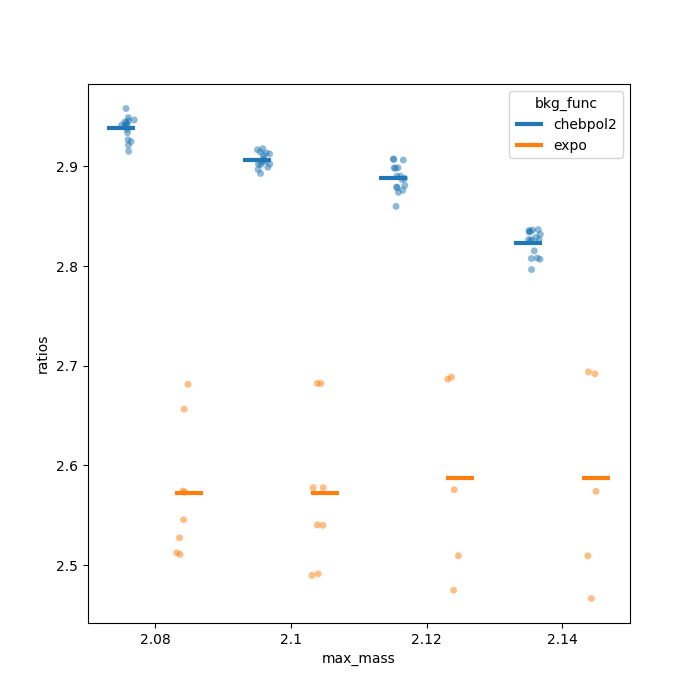 bkg_func
chebpol2
expo
2.9
2.8
2.7
2.6
2.5
ratios
2.08
2.1
2.12
2.14
max_mass